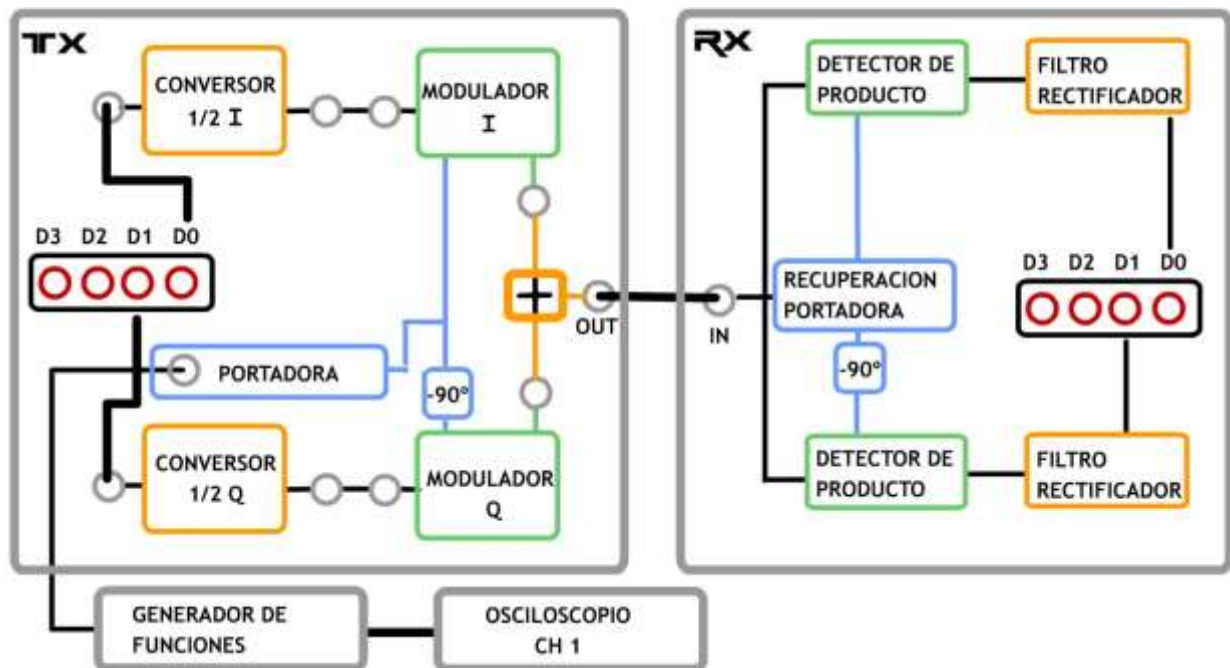 TX
CONVERSOR
1/2 I
MODULADOR
I
D3 D2 D1 D0
+
OUT
PORTADORA
-90º
CONVERSOR
1/2 Q
MODULADOR
Q
RX
DETECTOR DE
PRODUCTO
FILTRO
RECTIFICADOR
RECUPERACION
PORTADORA
IN
-90º
D3 D2 D1 D0
DETECTOR DE
PRODUCTO
FILTRO
RECTIFICADOR
GENERADOR DE
FUNCIONES
OSCILOSCOPIO
CH 1